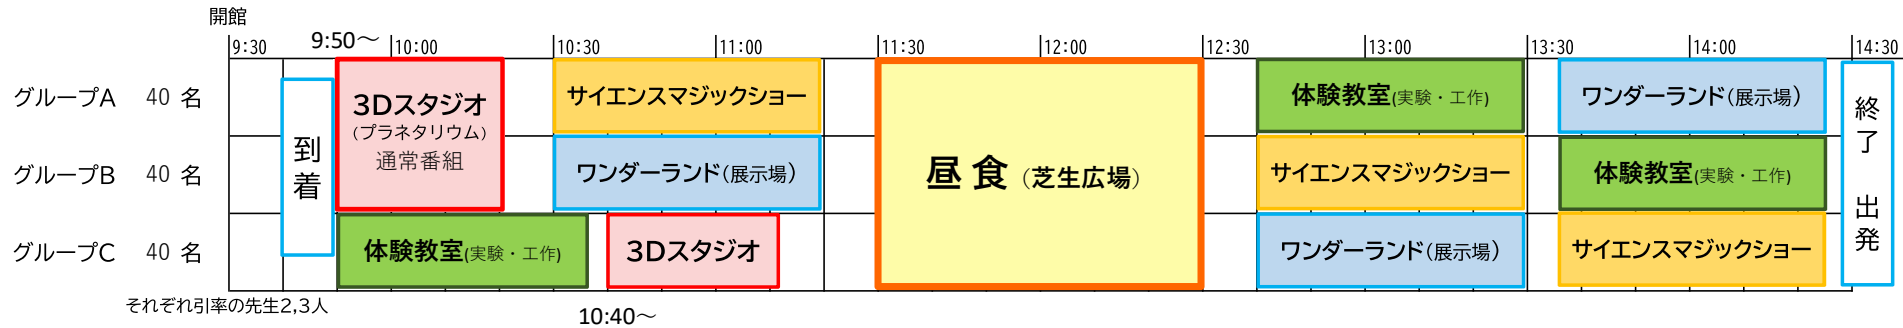 開館
9:30
9:50～
10:00
10:30
11:00
11:30
12:00
12:30
13:00
13:30
14:00
14:30
グループA 40 名
到着
3Dスタジオ
(プラネタリウム)
通常番組
サイエンスマジックショー
昼 食 (芝生広場)
体験教室(実験・工作)
ワンダーランド(展示場)
終了 出発
グループB 40 名
ワンダーランド(展示場)
サイエンスマジックショー
体験教室(実験・工作)
グループC 40 名
体験教室(実験・工作)
3Dスタジオ
ワンダーランド(展示場)
サイエンスマジックショー
それぞれ引率の先生2,3人
10:40～